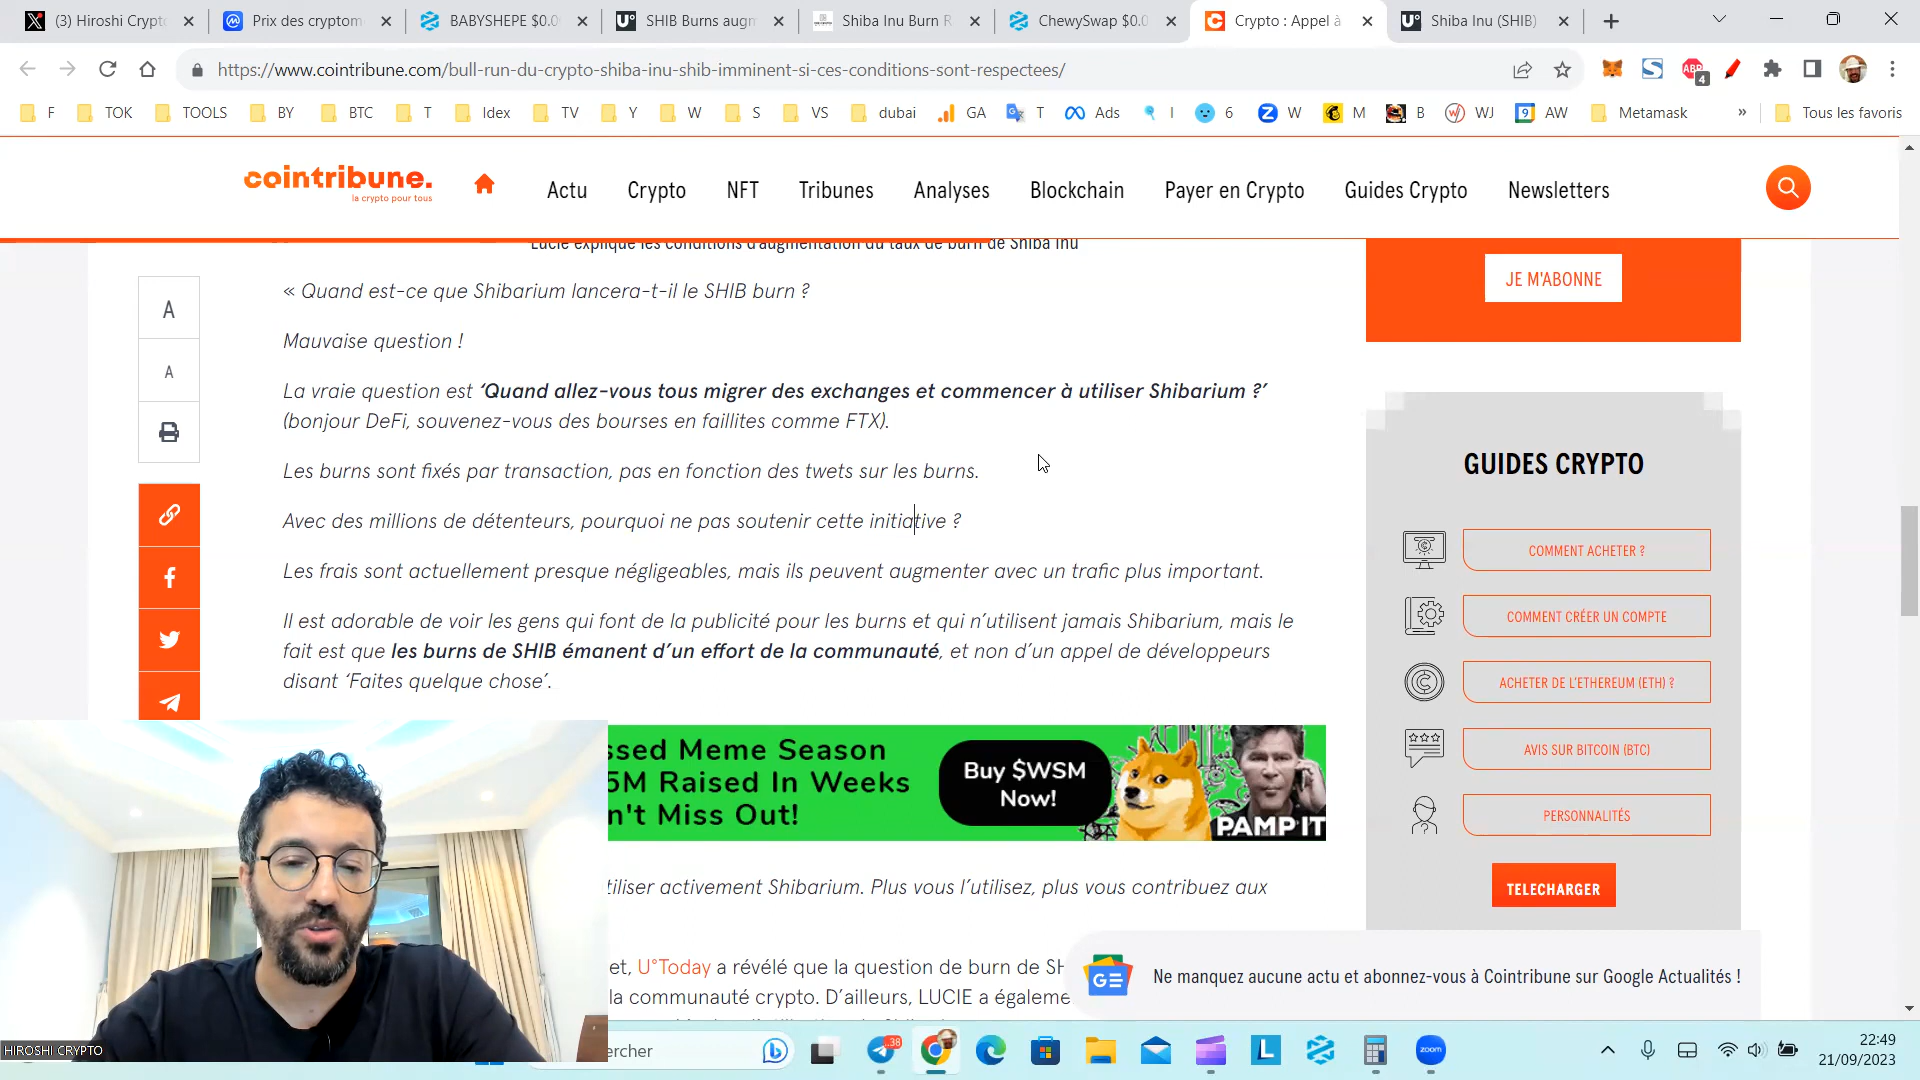 (3) Hiroshi Crypto
Prix des cryptom
BABYSHEPE $0.0
SHIB Burns augm
Shiba Inu Burn R
ChewySwap $0.0
Crypto : Appel à
Shiba Inu (SHIB)
https://www.cointribune.com/bull-run-du-crypto-shiba-inu-shib-imminent-si-ces-conditions-sont-respectees/
ABP
4
F
TOK
TOOLS
BY
BTC
T
Idex
TV
Y
W
S
VS
dubai
GA
T
Ads
I
6
W
M
B
WJ
AW
Metamask
»
Tous les favoris
cointribune.
la crypto pour tous
Actu
Crypto
NFT
Tribunes
Analyses
Blockchain
Payer en Crypto
Guides Crypto
Newsletters
Lucie explique les conditions d'augmentation du taux de burn de Shiba Inu
A
A
« Quand est-ce que Shibarium lancera-t-il le SHIB burn ?
Mauvaise question !
La vraie question est ‘Quand allez-vous tous migrer des exchanges et commencer à utiliser Shibarium ?’
(bonjour DeFi, souvenez-vous des bourses en faillites comme FTX).
Les burns sont fixés par transaction, pas en fonction des twets sur les burns.
Avec des millions de détenteurs, pourquoi ne pas soutenir cette initiative ?
Les frais sont actuellement presque négligeables, mais ils peuvent augmenter avec un trafic plus important.
Il est adorable de voir les gens qui font de la publicité pour les burns et qui n’utilisent jamais Shibarium, mais le
fait est que les burns de SHIB émanent d’un effort de la communauté, et non d’un appel de développeurs
disant ‘Faites quelque chose’.
ssed Meme Season
5M Raised In Weeks
n't Miss Out!
Buy $WSM
Now!
PAMP IT
tiliser activement Shibarium. Plus vous l’utilisez, plus vous contribuez aux
et, U°Today a révélé que la question de burn de SH
la communauté crypto. D’ailleurs, LUCIE a égaleme
JE M'ABONNE
GUIDES CRYPTO
COMMENT ACHETER ?
COMMENT CRÉER UN COMPTE
ACHETER DE L’ETHEREUM (ETH) ?
AVIS SUR BITCOIN (BTC)
PERSONNALITÉS
TELECHARGER
GE
Ne manquez aucune actu et abonnez-vous à Cointribune sur Google Actualités !
HIROSHI CRYPTO
ercher
38
L
zoom
22:49
21/09/2023